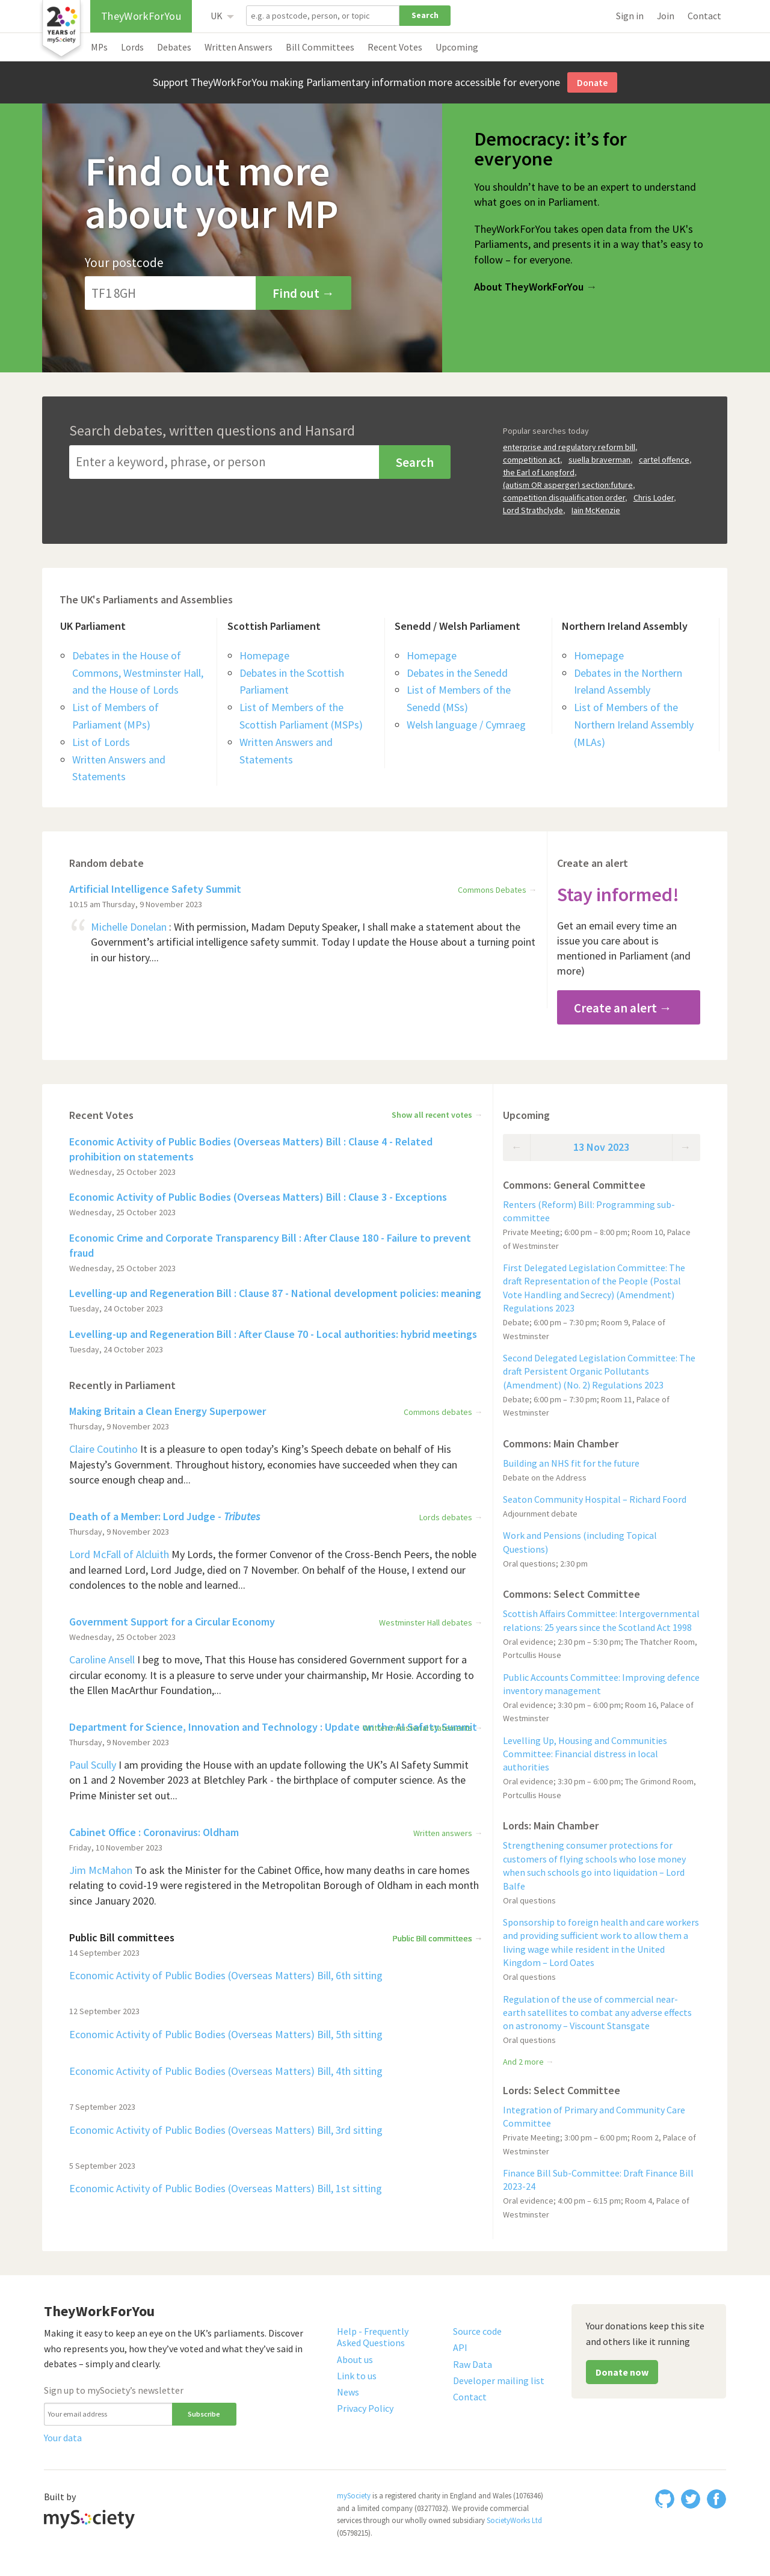 20
YEARS of
mySociety
TheyWorkForYou
UK
e.g. a postcode, person, or topic
Search
Sign in
Join
Contact
MPs
Lords
Debates
Written Answers
Bill Committees
Recent Votes
Upcoming
Support TheyWorkForYou making Parliamentary information more accessible for everyone
Donate
Find out more
about your MP
Your postcode
TF1 8GH
Find out →
Democracy: it’s for
everyone
You shouldn’t have to be an expert to understand
what goes on in Parliament.
TheyWorkForYou takes open data from the UK’s
Parliaments, and presents it in a way that’s easy to
follow – for everyone.
About TheyWorkForYou →
Search debates, written questions and Hansard
Enter a keyword, phrase, or person
Search
Popular searches today
enterprise and regulatory reform bill,
competition act, suella braverman, cartel offence,
the Earl of Longford,
(autism OR asperger) section:future,
competition disqualification order, Chris Loder,
Lord Strathclyde, Iain McKenzie
The UK's Parliaments and Assemblies
UK Parliament
Debates in the House of
Commons, Westminster Hall,
and the House of Lords
List of Members of
Parliament (MPs)
List of Lords
Written Answers and
Statements
Scottish Parliament
Homepage
Debates in the Scottish
Parliament
List of Members of the
Scottish Parliament (MSPs)
Written Answers and
Statements
Senedd / Welsh Parliament
Homepage
Debates in the Senedd
List of Members of the
Senedd (MSs)
Welsh language / Cymraeg
Northern Ireland Assembly
Homepage
Debates in the Northern
Ireland Assembly
List of Members of the
Northern Ireland Assembly
(MLAs)
Random debate
Artificial Intelligence Safety Summit
Commons Debates →
10:15 am Thursday, 9 November 2023
“ Michelle Donelan : With permission, Madam Deputy Speaker, I shall make a statement about the
Government’s artificial intelligence safety summit. Today I update the House about a turning point
in our history....
Create an alert
Stay informed!
Get an email every time an
issue you care about is
mentioned in Parliament (and
more)
Create an alert →
Recent Votes
Show all recent votes →
Economic Activity of Public Bodies (Overseas Matters) Bill : Clause 4 - Related
prohibition on statements
Wednesday, 25 October 2023
Economic Activity of Public Bodies (Overseas Matters) Bill : Clause 3 - Exceptions
Wednesday, 25 October 2023
Economic Crime and Corporate Transparency Bill : After Clause 180 - Failure to prevent
fraud
Wednesday, 25 October 2023
Levelling-up and Regeneration Bill : Clause 87 - National development policies: meaning
Tuesday, 24 October 2023
Levelling-up and Regeneration Bill : After Clause 70 - Local authorities: hybrid meetings
Tuesday, 24 October 2023
Recently in Parliament
Making Britain a Clean Energy Superpower
Commons debates →
Thursday, 9 November 2023
Claire Coutinho It is a pleasure to open today’s King’s Speech debate on behalf of His
Majesty’s Government. Throughout history, economies have succeeded when they can
source enough cheap and...
Death of a Member: Lord Judge - Tributes
Lords debates →
Thursday, 9 November 2023
Lord McFall of Alcluith My Lords, the former Convenor of the Cross-Bench Peers, the noble
and learned Lord, Lord Judge, died on 7 November. On behalf of the House, I extend our
condolences to the noble and learned...
Government Support for a Circular Economy
Westminster Hall debates →
Wednesday, 25 October 2023
Caroline Ansell I beg to move, That this House has considered Government support for a
circular economy. It is a pleasure to serve under your chairmanship, Mr Hosie. According to
the Ellen MacArthur Foundation,...
Department for Science, Innovation and Technology : Update on the AI Safety Summit
Thursday, 9 November 2023
Paul Scully I am providing the House with an update following the UK’s AI Safety Summit
on 1 and 2 November 2023 at Bletchley Park - the birthplace of computer science. As the
Prime Minister set out...
Cabinet Office : Coronavirus: Oldham
Written answers →
Friday, 10 November 2023
Jim McMahon To ask the Minister for the Cabinet Office, how many deaths in care homes
relating to covid-19 were registered in the Metropolitan Borough of Oldham in each month
since January 2020.
Public Bill committees
Public Bill committees →
14 September 2023
Economic Activity of Public Bodies (Overseas Matters) Bill, 6th sitting
12 September 2023
Economic Activity of Public Bodies (Overseas Matters) Bill, 5th sitting
Economic Activity of Public Bodies (Overseas Matters) Bill, 4th sitting
7 September 2023
Economic Activity of Public Bodies (Overseas Matters) Bill, 3rd sitting
5 September 2023
Economic Activity of Public Bodies (Overseas Matters) Bill, 1st sitting
Upcoming
← 13 Nov 2023 →
Commons: General Committee
Renters (Reform) Bill: Programming sub-
committee
Private Meeting; 6:00 pm – 8:00 pm; Room 10, Palace
of Westminster
First Delegated Legislation Committee: The
draft Representation of the People (Postal
Vote Handling and Secrecy) (Amendment)
Regulations 2023
Debate; 6:00 pm – 7:30 pm; Room 9, Palace of
Westminster
Second Delegated Legislation Committee: The
draft Persistent Organic Pollutants
(Amendment) (No. 2) Regulations 2023
Debate; 6:00 pm – 7:30 pm; Room 11, Palace of
Westminster
Commons: Main Chamber
Building an NHS fit for the future
Debate on the Address
Seaton Community Hospital – Richard Foord
Adjournment debate
Work and Pensions (including Topical
Questions)
Oral questions; 2:30 pm
Commons: Select Committee
Scottish Affairs Committee: Intergovernmental
relations: 25 years since the Scotland Act 1998
Oral evidence; 2:30 pm – 5:30 pm; The Thatcher Room,
Portcullis House
Public Accounts Committee: Improving defence
inventory management
Oral evidence; 3:30 pm – 6:00 pm; Room 16, Palace of
Westminster
Levelling Up, Housing and Communities
Committee: Financial distress in local
authorities
Oral evidence; 3:30 pm – 6:00 pm; The Grimond Room,
Portcullis House
Lords: Main Chamber
Strengthening consumer protections for
customers of flying schools who lose money
when such schools go into liquidation – Lord
Balfe
Oral questions
Sponsorship to foreign health and care workers
and providing sufficient work to allow them a
living wage while resident in the United
Kingdom – Lord Oates
Oral questions
Regulation of the use of commercial near-
earth satellites to combat any adverse effects
on astronomy – Viscount Stansgate
Oral questions
And 2 more →
Lords: Select Committee
Integration of Primary and Community Care
Committee
Private Meeting; 3:00 pm – 6:00 pm; Room 2, Palace of
Westminster
Finance Bill Sub-Committee: Draft Finance Bill
2023-24
Oral evidence; 4:00 pm – 6:15 pm; Room 4, Palace of
Westminster
TheyWorkForYou
Making it easy to keep an eye on the UK’s parliaments. Discover
who represents you, how they’ve voted and what they’ve said in
debates – simply and clearly.
Sign up to mySociety’s newsletter
Your email address
Subscribe
Your data
Help - Frequently
Asked Questions
About us
Link to us
News
Privacy Policy
Source code
API
Raw Data
Developer mailing list
Contact
Your donations keep this site
and others like it running
Donate now
Built by
mySociety
mySociety is a registered charity in England and Wales (1076346)
and a limited company (03277032). We provide commercial
services through our wholly owned subsidiary SocietyWorks Ltd
(05798215).